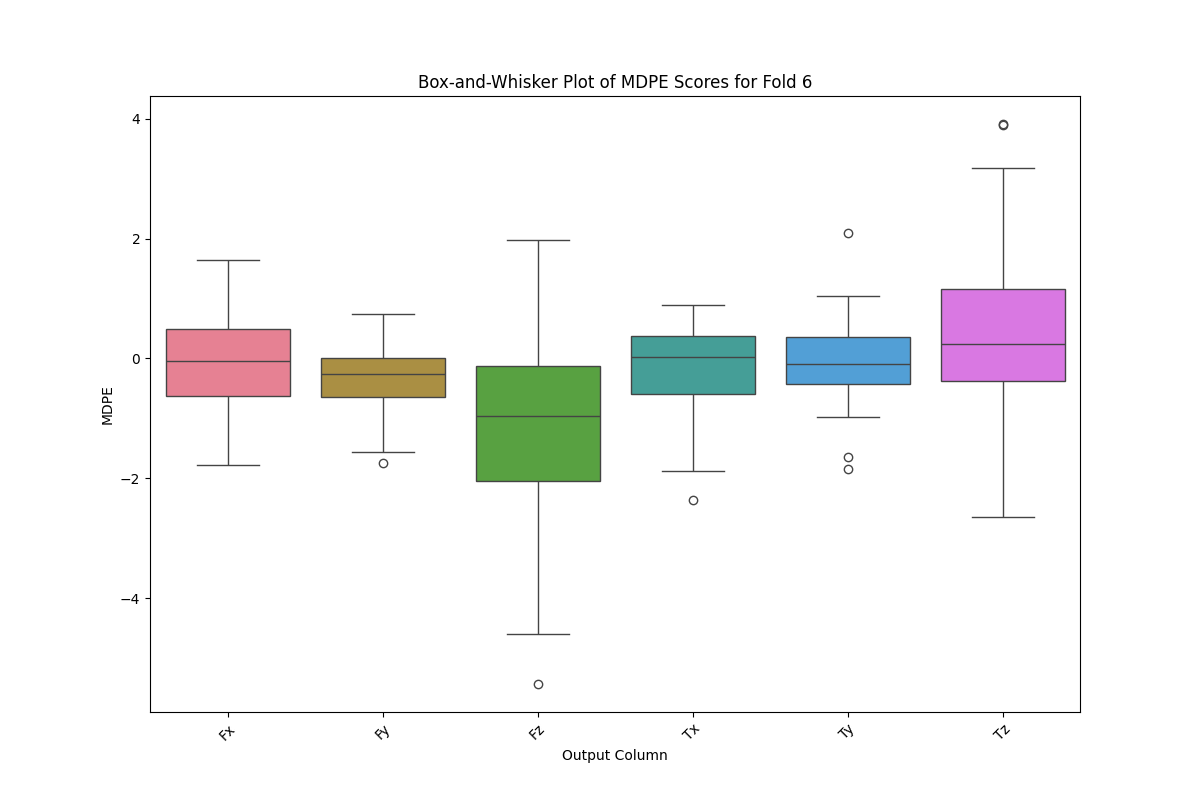 Box-and-Whisker Plot of MDPE Scores for Fold 6
MDPE
4
2
0
−2
−4
Fx
Fy
Fz
Tx
Ty
Tz
Output Column